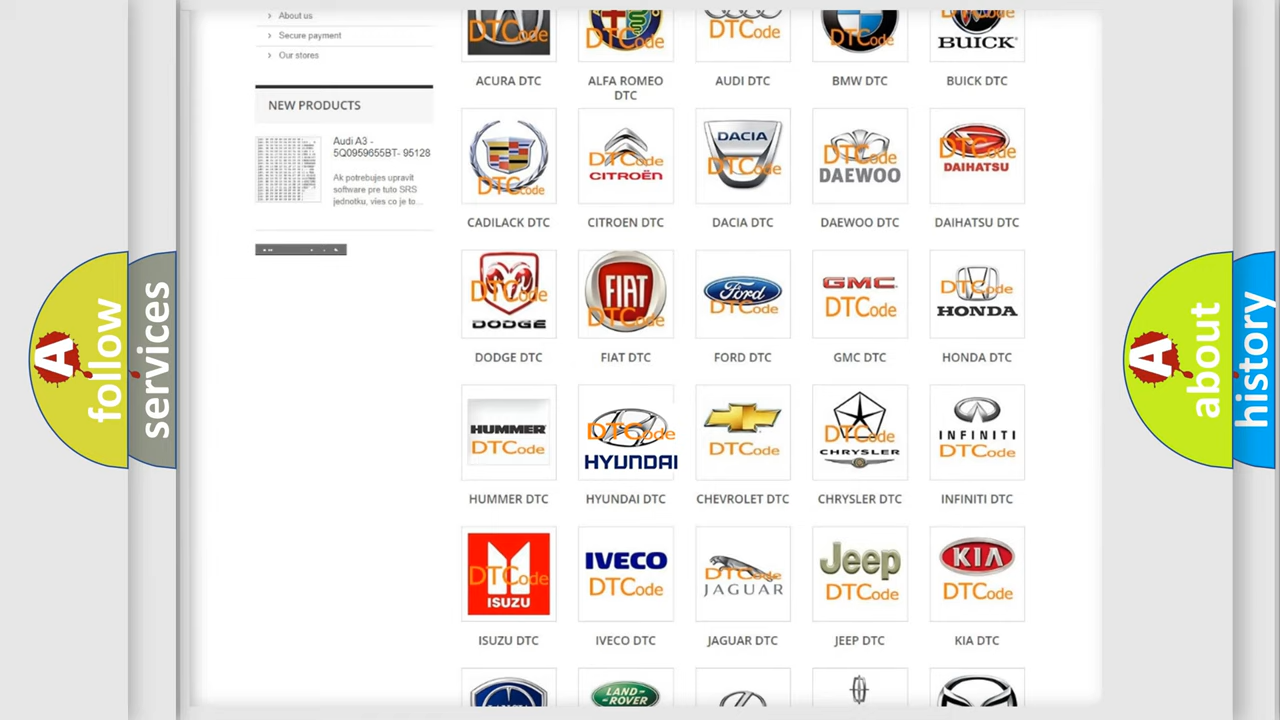 About us
Secure payment
Our stores
NEW PRODUCTS
Audi A3 -
5Q0959655BT- 95128
Ak potrebujes upravit
software pre tuto SRS
jednotku, vies co je to...
DTCode
DTCode
DTCode
DTCode
DTCode
BUICK
ACURA DTC
ALFA ROMEO
DTC
AUDI DTC
BMW DTC
BUICK DTC
DTCode
DTCode
CITROËN
DACIA
DTCode
DTCode
DAEWOO
DTCode
DAIHATSU
CADILACK DTC
CITROEN DTC
DACIA DTC
DAEWOO DTC
DAIHATSU DTC
DTCode
DODGE
FIAT
DTCode
Ford
DTCode
GMC
DTCode
DTCode
HONDA
DODGE DTC
FIAT DTC
FORD DTC
GMC DTC
HONDA DTC
HUMMER
DTCode
DTCode
HYUNDAI
DTCode
DTCode
CHRYSLER
INFINITI
DTCode
HUMMER DTC
HYUNDAI DTC
CHEVROLET DTC
CHRYSLER DTC
INFINITI DTC
DTCode
ISUZU
IVECO
DTCode
DTCode
JAGUAR
Jeep
DTCode
KIA
DTCode
ISUZU DTC
IVECO DTC
JAGUAR DTC
JEEP DTC
KIA DTC
LAND-
ROVER
A
follow
services
A
about
history